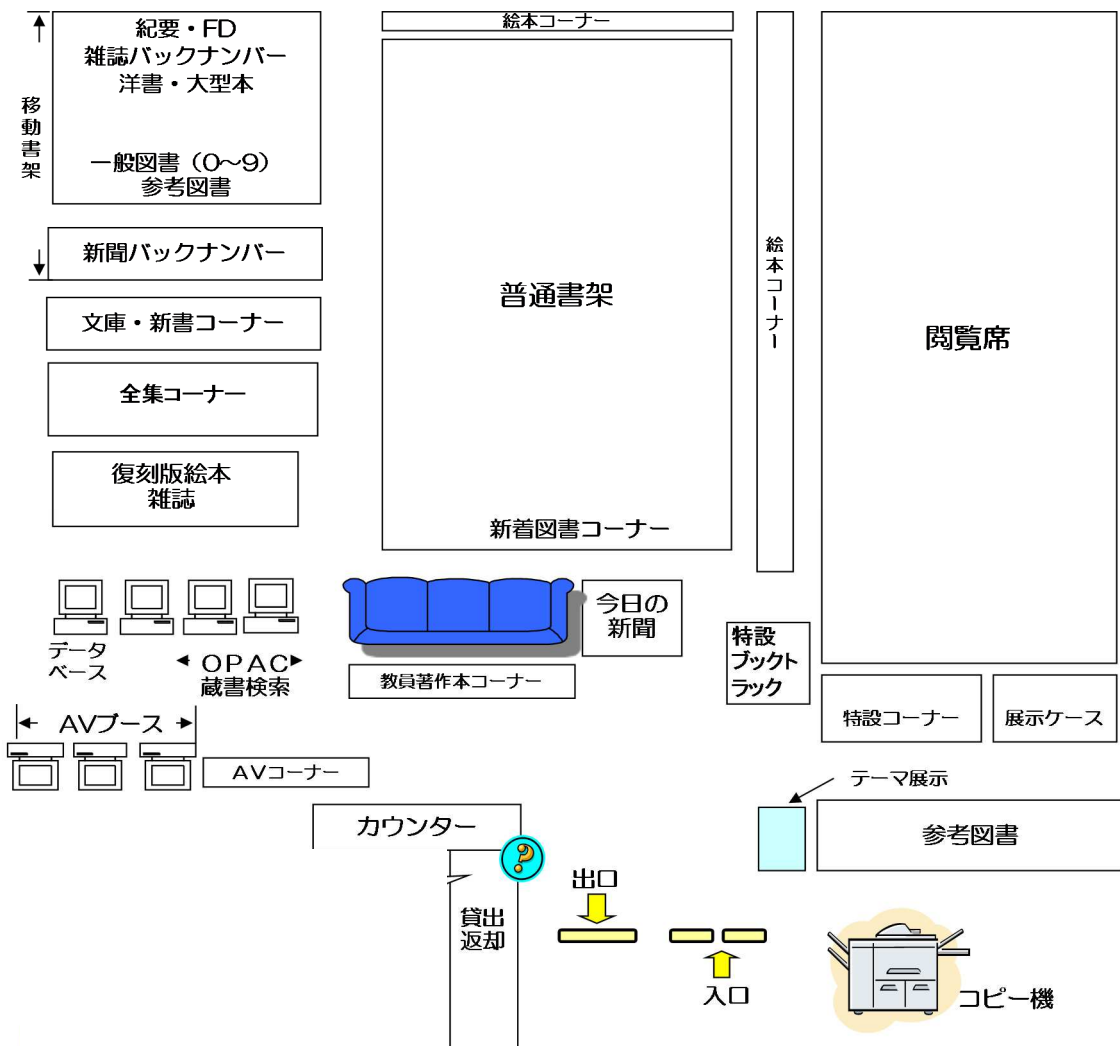 絵本コーナー
紀要・FD
雑誌バックナンバー
洋書・大型本
移動書架
一般図書（0～9）
参考図書
新聞バックナンバー
文庫・新書コーナー
全集コーナー
復刻版絵本
雑誌
普通書架
新着図書コーナー
絵本コーナー
閲覧席
データ
ベース
OPAC
蔵書検索
今日の
新聞
教員著作本コーナー
特設
ブックト
ラック
特設コーナー
展示ケース
AVブース
AVコーナー
テーマ展示
参考図書
カウンター
?
貸出
返却
出口
入口
コピー機